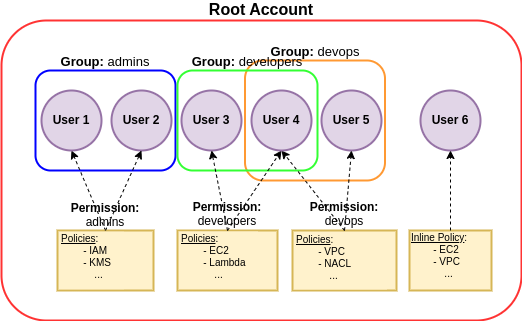 Root Account
Group: devops
Group: admins
Group: developers
User 1
User 2
User 3
User 4
User 5
User 6
Permission:
admins
Permission:
developers
Permission:
devops
Policies:
- IAM
- KMS
...
Policies:
- EC2
- Lambda
...
Policies:
- VPC
- NACL
...
Inline Policy:
- EC2
- VPC
...